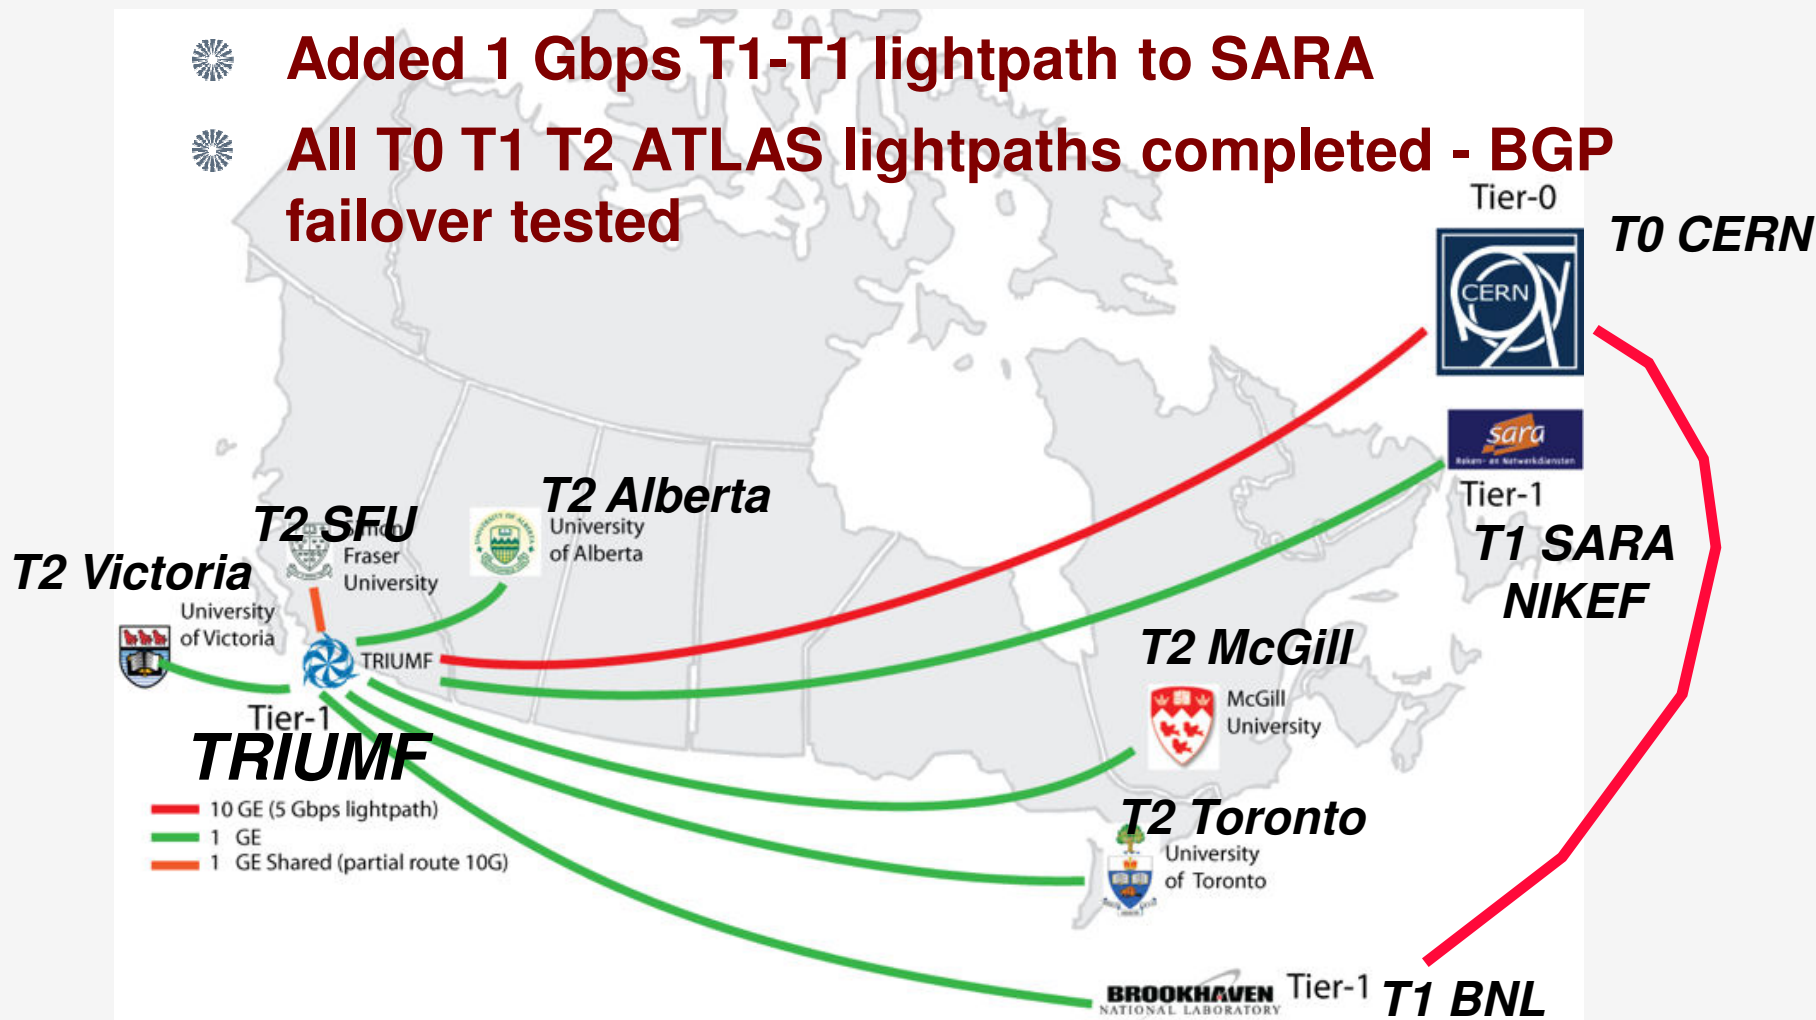 Added 1 Gbps T1-T1 lightpath to SARA
All T0 T1 T2 ATLAS lightpaths completed - BGP
failover tested
Tier-0
T0 CERN
CERN
sara
Reken- en Netwerkdiensten
Tier-1
T1 SARA
NIKEF
T2 Alberta
University
of Alberta
T2 SFU
Simon
Fraser
University
T2 Victoria
University
of Victoria
TRIUMF
Tier-1
TRIUMF
T2 McGill
McGill
University
10 GE (5 Gbps lightpath)
1 GE
1 GE Shared (partial route 10G)
T2 Toronto
University
of Toronto
BROOKHAVEN
NATIONAL LABORATORY
Tier-1
T1 BNL